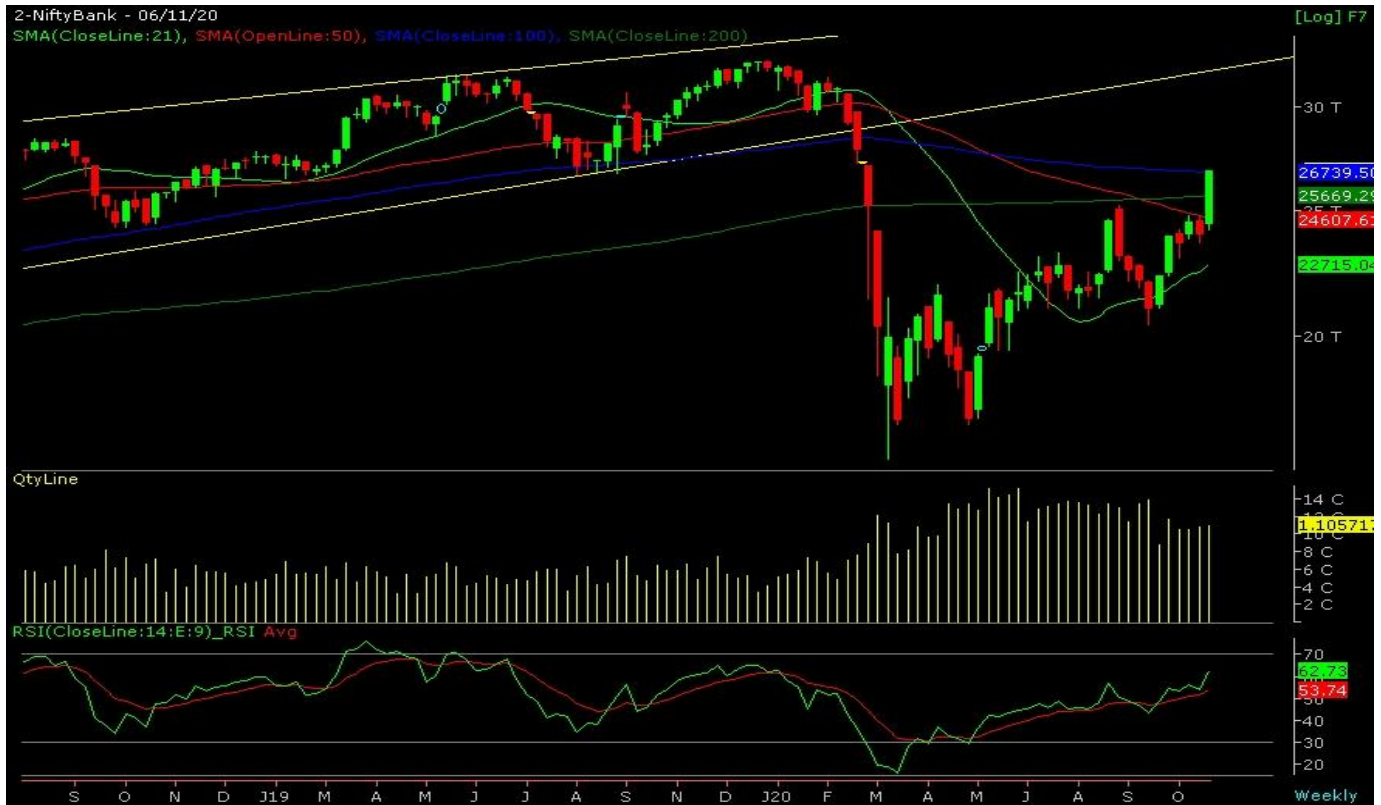 2-NiftyBank - 06/11/20
[Log] F7
SMA(CloseLine:21), SMA(OpenLine:50), SMA(CloseLine:100), SMA(CloseLine:200)
30 T
26739.50
25669.29
24607.61
22715.04
20 T
QtyLine
14 C
1.105717
8 C
6 C
4 C
2 C
RSI(CloseLine:14:E:9)_RSI Avg
70
62.73
53.74
40
30
20
S O N D J19 M A M J J A S N D J20 F M A M J J A S O
Weekly